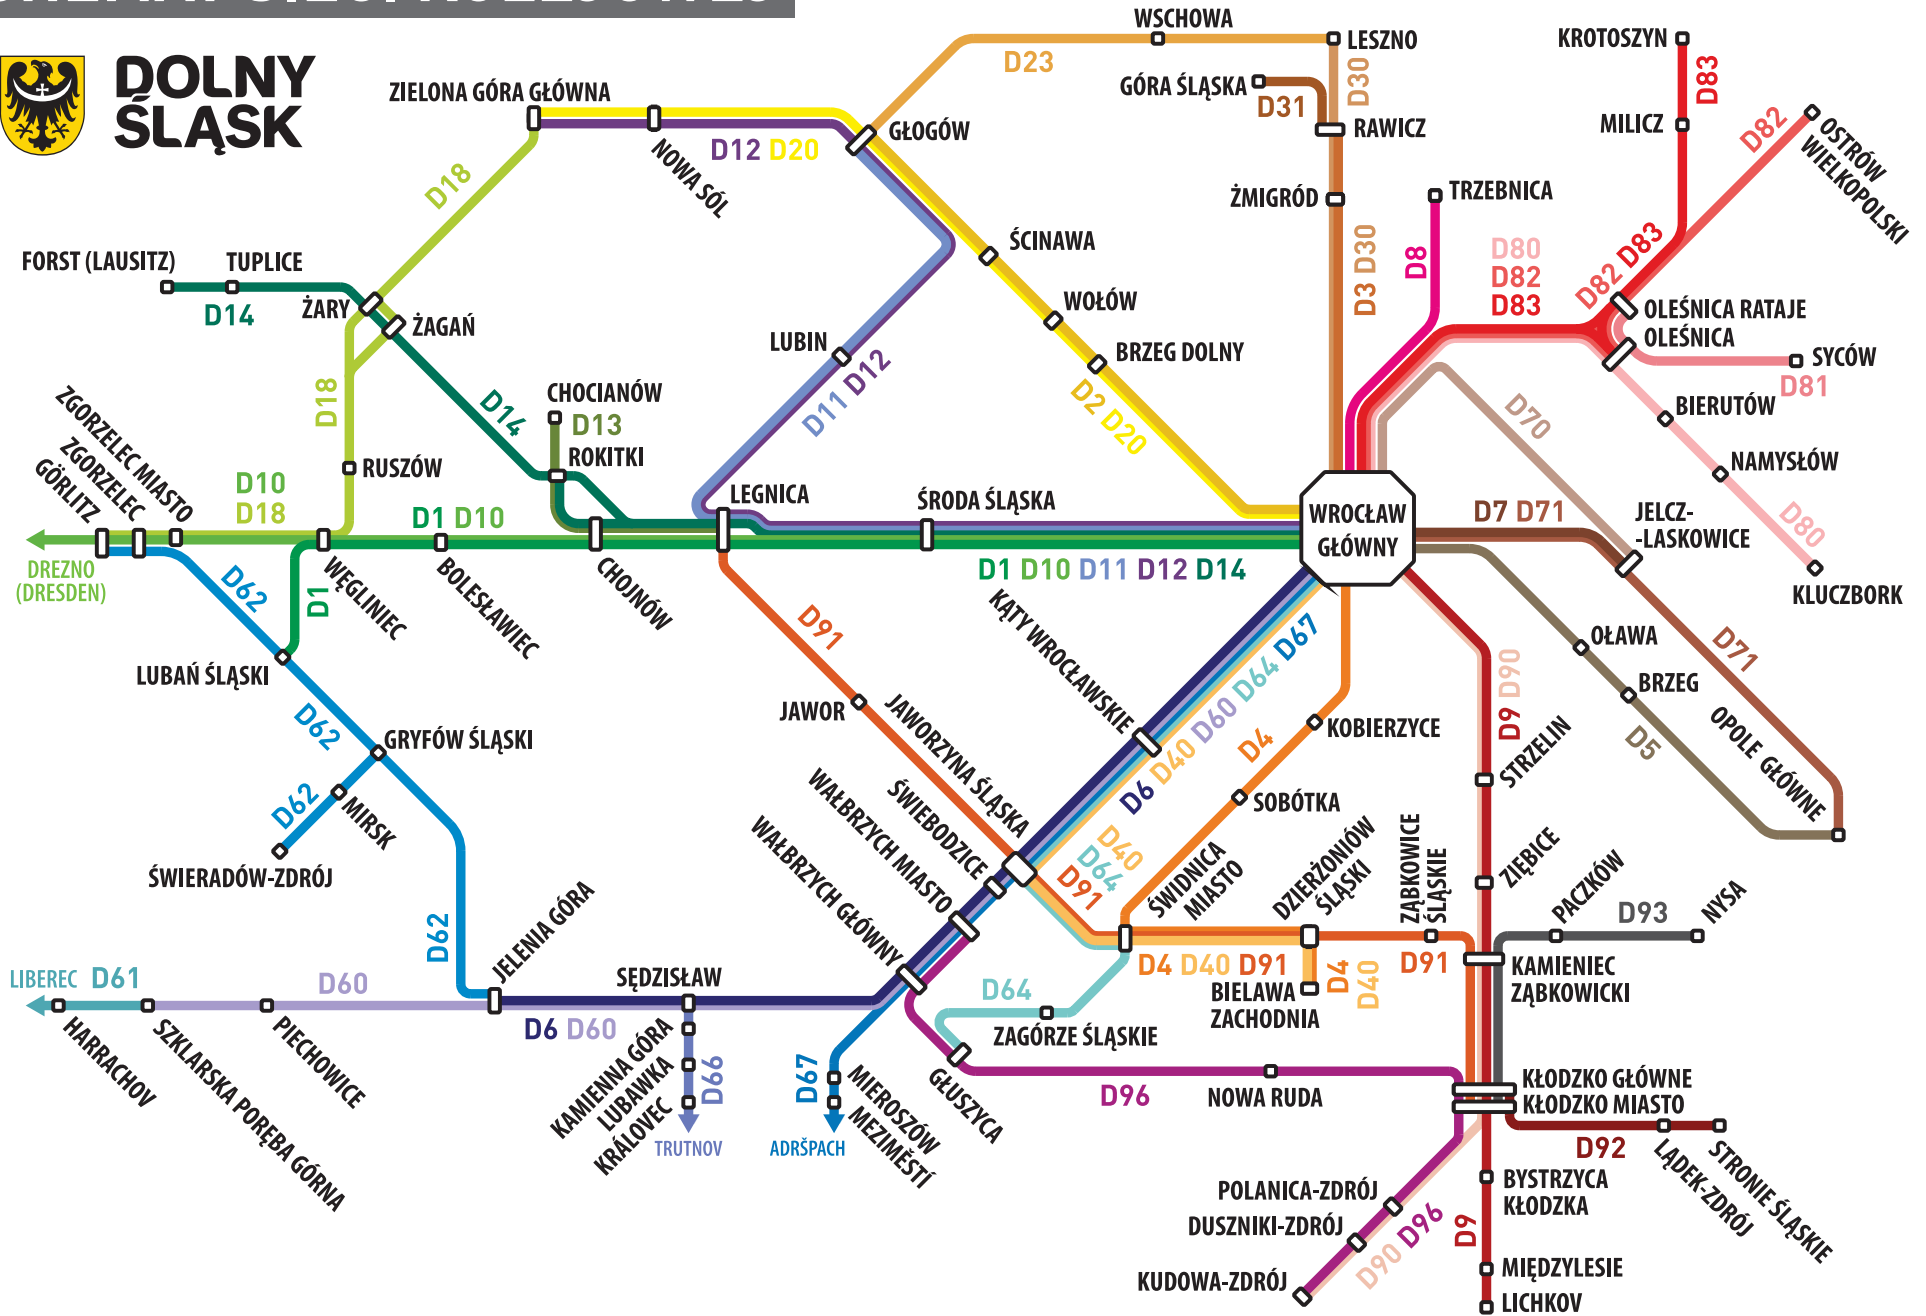 DOLNY
ŚLĄSK
WSCHOWA
LESZNO
KROTOSZYN
D23
D30
D83
GÓRA ŚLĄSKA
D31
RAWICZ
MILICZ
D82
OSTRÓW
WIELKOPOLSKI
ZIELONA GÓRA GŁÓWNA
NOWA SÓL
D12 D20
GŁOGÓW
D18
ŻMIGRÓD
TRZEBNICA
D3 D30
D8
D80
D82
D83
D82 D83
ŚCINAWA
FORST (LAUSITZ)
TUPLICE
D14
ŻARY
ŻAGAŃ
WOŁÓW
OLEŚNICA RATAJE
OLEŚNICA
SYCÓW
D81
LUBIN
BRZEG DOLNY
D11 D12
D2 D20
CHOCIANÓW
D13
ROKITKI
D14
D18
D70
BIERUTÓW
NAMYSŁÓW
D80
KLUCZBORK
ZGORZELEC MIASTO
ZGORZELEC
GÖRLITZ
RUSZÓW
D10
D18
D1 D10
LEGNICA
ŚRODA ŚLĄSKA
WROCŁAW
GŁÓWNY
D7 D71
JELCZ-
-LASKOWICE
DREZNO
(DRESDEN)
D62
D1
WĘGLINIEC
BOLESŁAWIEC
CHOJNÓW
D1 D10 D11 D12 D14
KĄTY WROCŁAWSKIE
D91
LUBAŃ ŚLĄSKI
OŁAWA
D71
BRZEG
D9 D90
D5
OPOLE GŁÓWNE
D62
GRYFÓW ŚLĄSKI
JAWOR
JAWORZYNA ŚLĄSKA
D6 D40 D60 D64 D67
D4
KOBIERZYCE
STRZELIN
D62
MIRSK
ŚWIERADÓW-ZDRÓJ
ŚWIEBODZICE
WAŁBRZYCH MIASTO
WAŁBRZYCH GŁÓWNY
SOBÓTKA
D40
D64
D91
ŚWIDNICA
MIASTO
DZIERŻONIÓW
ŚLĄSKI
ZĄBKOWICE
ŚLĄSKIE
ZIĘBICE
PACZKÓW
D93
NYSA
D62
JELENIA GÓRA
D4 D40 D91
BIELAWA
ZACHODNIA
D4
D40
D91
KAMIENIEC
ZĄBKOWICKI
LIBEREC D61
D60
SĘDZISŁAW
D64
ZAGÓRZE ŚLĄSKIE
HARRACHOV
SZKLARSKA PORĘBA GÓRNA
PIECHOWICE
D6 D60
KAMIENNA GÓRA
LUBAWKA
KRÁLOVEC
D66
TRUTNOV
D67
ADRŠPACH
MIEROSZÓW
MEZIMĚSTÍ
GŁUSZYCA
D96
NOWA RUDA
KŁODZKO GŁÓWNE
KŁODZKO MIASTO
D92
LĄDEK-ZDRÓJ
STRONIE ŚLĄSKIE
BYSTRZYCA
KŁODZKA
POLANICA-ZDRÓJ
DUSZNIKI-ZDRÓJ
KUDOWA-ZDRÓJ
D90 D96
D9
MIĘDZYLESIE
LICHKOV